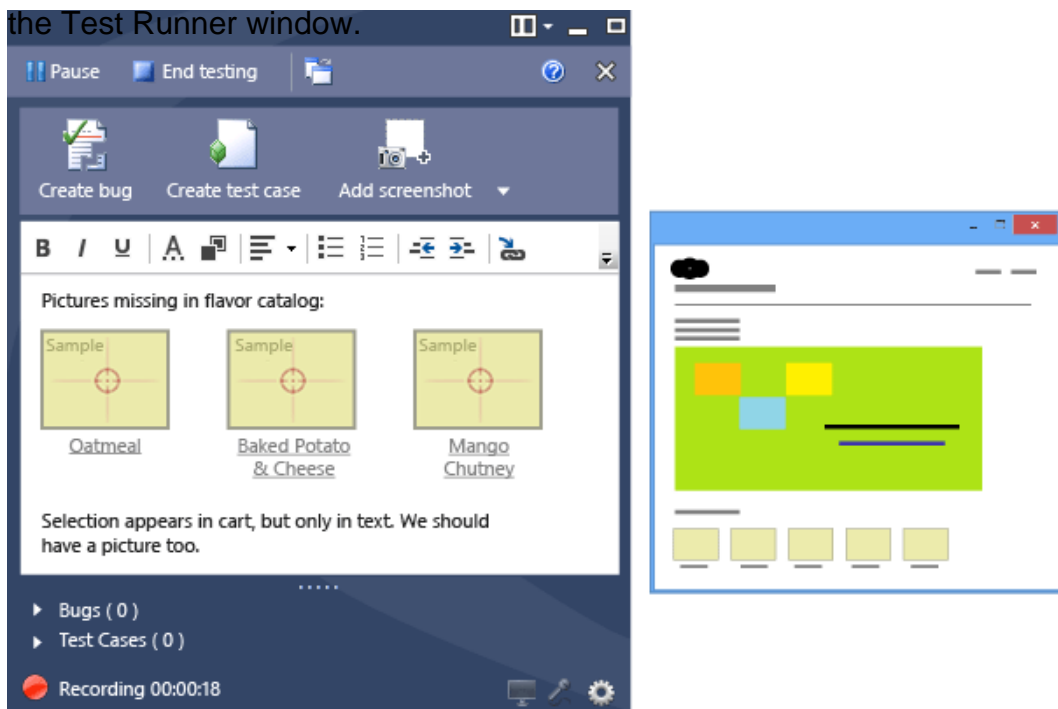 the Test Runner window.
Pause End testing
Create bug Create test case Add screenshot
B I U A
Pictures missing in flavor catalog:
Sample Sample Sample
Oatmeal Baked Potato Mango
& Cheese Chutney
Selection appears in cart, but only in text. We should
have a picture too.
Bugs ( 0 )
Test Cases ( 0 )
Recording 00:00:18